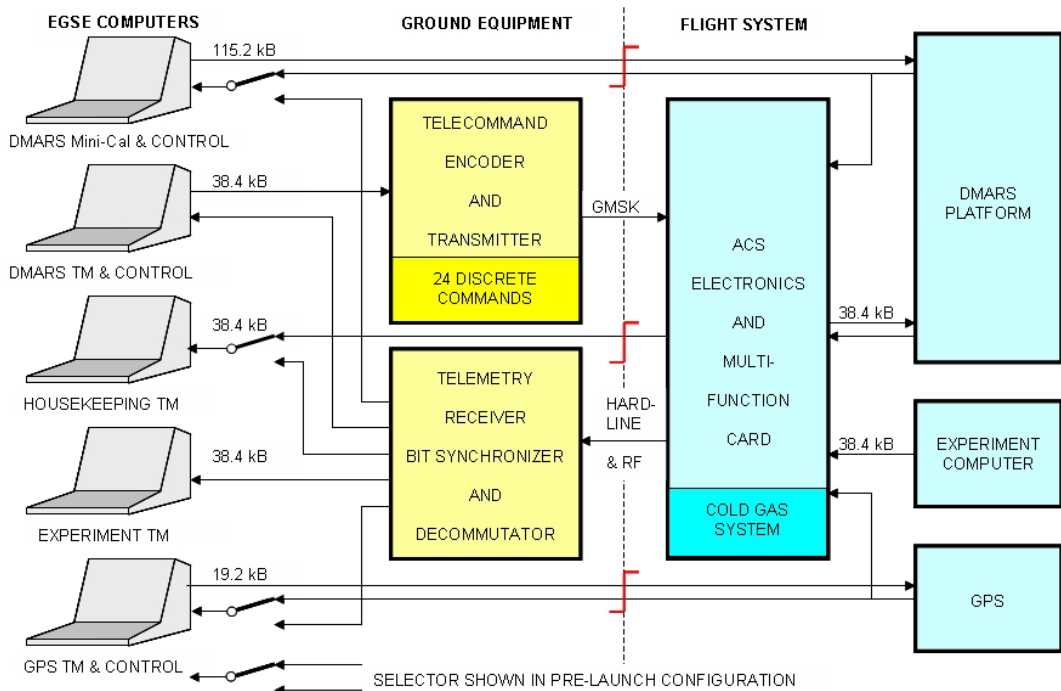 EGSE COMPUTERS
GROUND EQUIPMENT
FLIGHT SYSTEM
115.2 kB
DMARS Mini-Cal & CONTROL
38.4 kB
DMARS TM & CONTROL
38.4 kB
HOUSEKEEPING TM
38.4 kB
EXPERIMENT TM
19.2 kB
GPS TM & CONTROL
TELECOMMAND
ENCODER
AND
TRANSMITTER
24 DISCRETE
COMMANDS
TELEMETRY
RECEIVER
BIT SYNCHRONIZER
AND
DECOMMUTATOR
GMSK
HARD-
LINE
& RF
ACS
ELECTRONICS
AND
MULTI-
FUNCTION
CARD
COLD GAS
SYSTEM
38.4 kB
38.4 kB
DMARS
PLATFORM
EXPERIMENT
COMPUTER
GPS
SELECTOR SHOWN IN PRE-LAUNCH CONFIGURATION